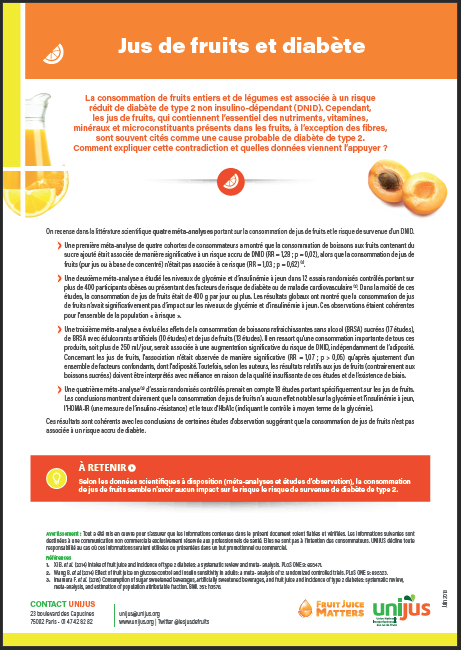 Jus de fruits et diabète
La consommation de fruits entiers et de légumes est associée à un risque
réduit de diabète de type 2 non insulino-dépendant (DNID). Cependant,
les jus de fruits, qui contiennent l'essentiel des nutriments, vitamines,
minéraux et microconstituants présents dans les fruits, à l'exception des fibres,
sont souvent cités comme une cause probable de diabète de type 2.
Comment expliquer cette contradiction et quelles données viennent l'appuyer ?
On recense dans la littérature scientifique quatre méta-analyses portant sur la consommation de jus de fruits et le risque de survenue d'un DNID.
Une première méta-analyse de quatre cohortes de consommateurs a montré que la consommation de boissons aux fruits contenant du
sucre ajouté était associée de manière significative à un risque accru de DNID (RR = 1,28 ; p = 0,02), alors que la consommation de jus de
fruits (pur jus ou à base de concentré) n'était pas associée à ce risque (RR = 1,03 ; p = 0,62) (1).
Une deuxième méta-analyse a étudié les niveaux de glycémie et d'insulinémie à jeun dans 12 essais randomisés contrôlés portant sur
plus de 400 participants obèses ou présentant des facteurs de risque de diabète ou de maladie cardiovasculaire (2). Dans la moitié de ces
études, la consommation de jus de fruits était de 400 g par jour ou plus. Les résultats globaux ont montré que la consommation de jus
de fruits n'avait significativement pas d'impact sur les niveaux de glycémie et d'insulinémie à jeun. Ces observations étaient cohérentes
pour l'ensemble de la population « à risque ».
Une troisième méta-analyse a évalué les effets de la consommation de boissons rafraichissantes sans alcool (BRSA) sucrées (17 études),
de BRSA avec édulcorants artificiels (10 études) et de jus de fruits (13 études). Il en ressort qu'une consommation importante de tous ces
produits, soit plus de 250 ml/jour, serait associée à une augmentation significative du risque de DNID, indépendamment de l'adiposité.
Concernant les jus de fruits, l'association n'était observée de manière significative (RR = 1,07 ; p > 0,05) qu'après ajustement d'un
ensemble de facteurs confondants, dont l'adiposité. Toutefois, selon les auteurs, les résultats relatifs aux jus de fruits (contrairement aux
boissons sucrées) doivent être interprétés avec méfiance en raison de la qualité insuffisante de ces études et de l'existence de biais.
Une quatrième méta-analyse d'essais randomisés contrôlés prenait en compte 18 études portant spécifiquement sur les jus de fruits.
Les conclusions montrent clairement que la consommation de jus de fruits n'a aucun effet notable sur la glycémie et l'insulinémie à jeun,
l'HOMA-IR (une mesure de l'insulino-résistance) et le taux d'HbA1c (indiquant le contrôle à moyen terme de la glycémie).
Ces résultats sont cohérents avec les conclusions de certaines études d'observation suggérant que la consommation de jus de fruits n'est pas
associée à un risque accru de diabète.
À RETENIR
Selon les données scientifiques à disposition (méta-analyses et études d'observation), la consommation
de jus de fruits semble n'avoir aucun impact sur le risque le risque de survenue de diabète de type 2.
Avertissement : Tout a été mis en œuvre pour s'assurer que les informations contenues dans le présent document soient fiables et vérifiées. Les informations fournies sont
destinées à une communication non commerciale exclusivement réservée aux professionnels de santé. Elles ne sont pas à l'intention des consommateurs. UNIJUS décline toute
responsabilité au cas où ces informations seraient utilisées ou présentées dans un but promotionnel ou commercial.
Références
1. Xi B. et al. (2014) Intake of fruit juice and incidence of type 2 diabetes: a systematic review and meta-analysis. PLoS ONE
2. Wang B. et al (2014) Effect of fruit juice on glucose control and insulin sensitivity in adults: a meta-analysis of 12 randomized controlled trials. PLoS ONE
3. Imamura F. et al. (2015) Consumption of sugar sweetened beverages, artificially sweetened beverages, and fruit juice and incidence of type 2 diabetes: systematic review,
meta-analysis, and estimation of population attributable fraction. BMJ
CONTACT UNIJUS
23 boulevard des Capucines
75002 Paris - 01 47 42 82 82
unijus@unijus.org
www.unijus.org | Twitter @lesjusdefruits
FRUIT JUICE
MATTERS
unijus